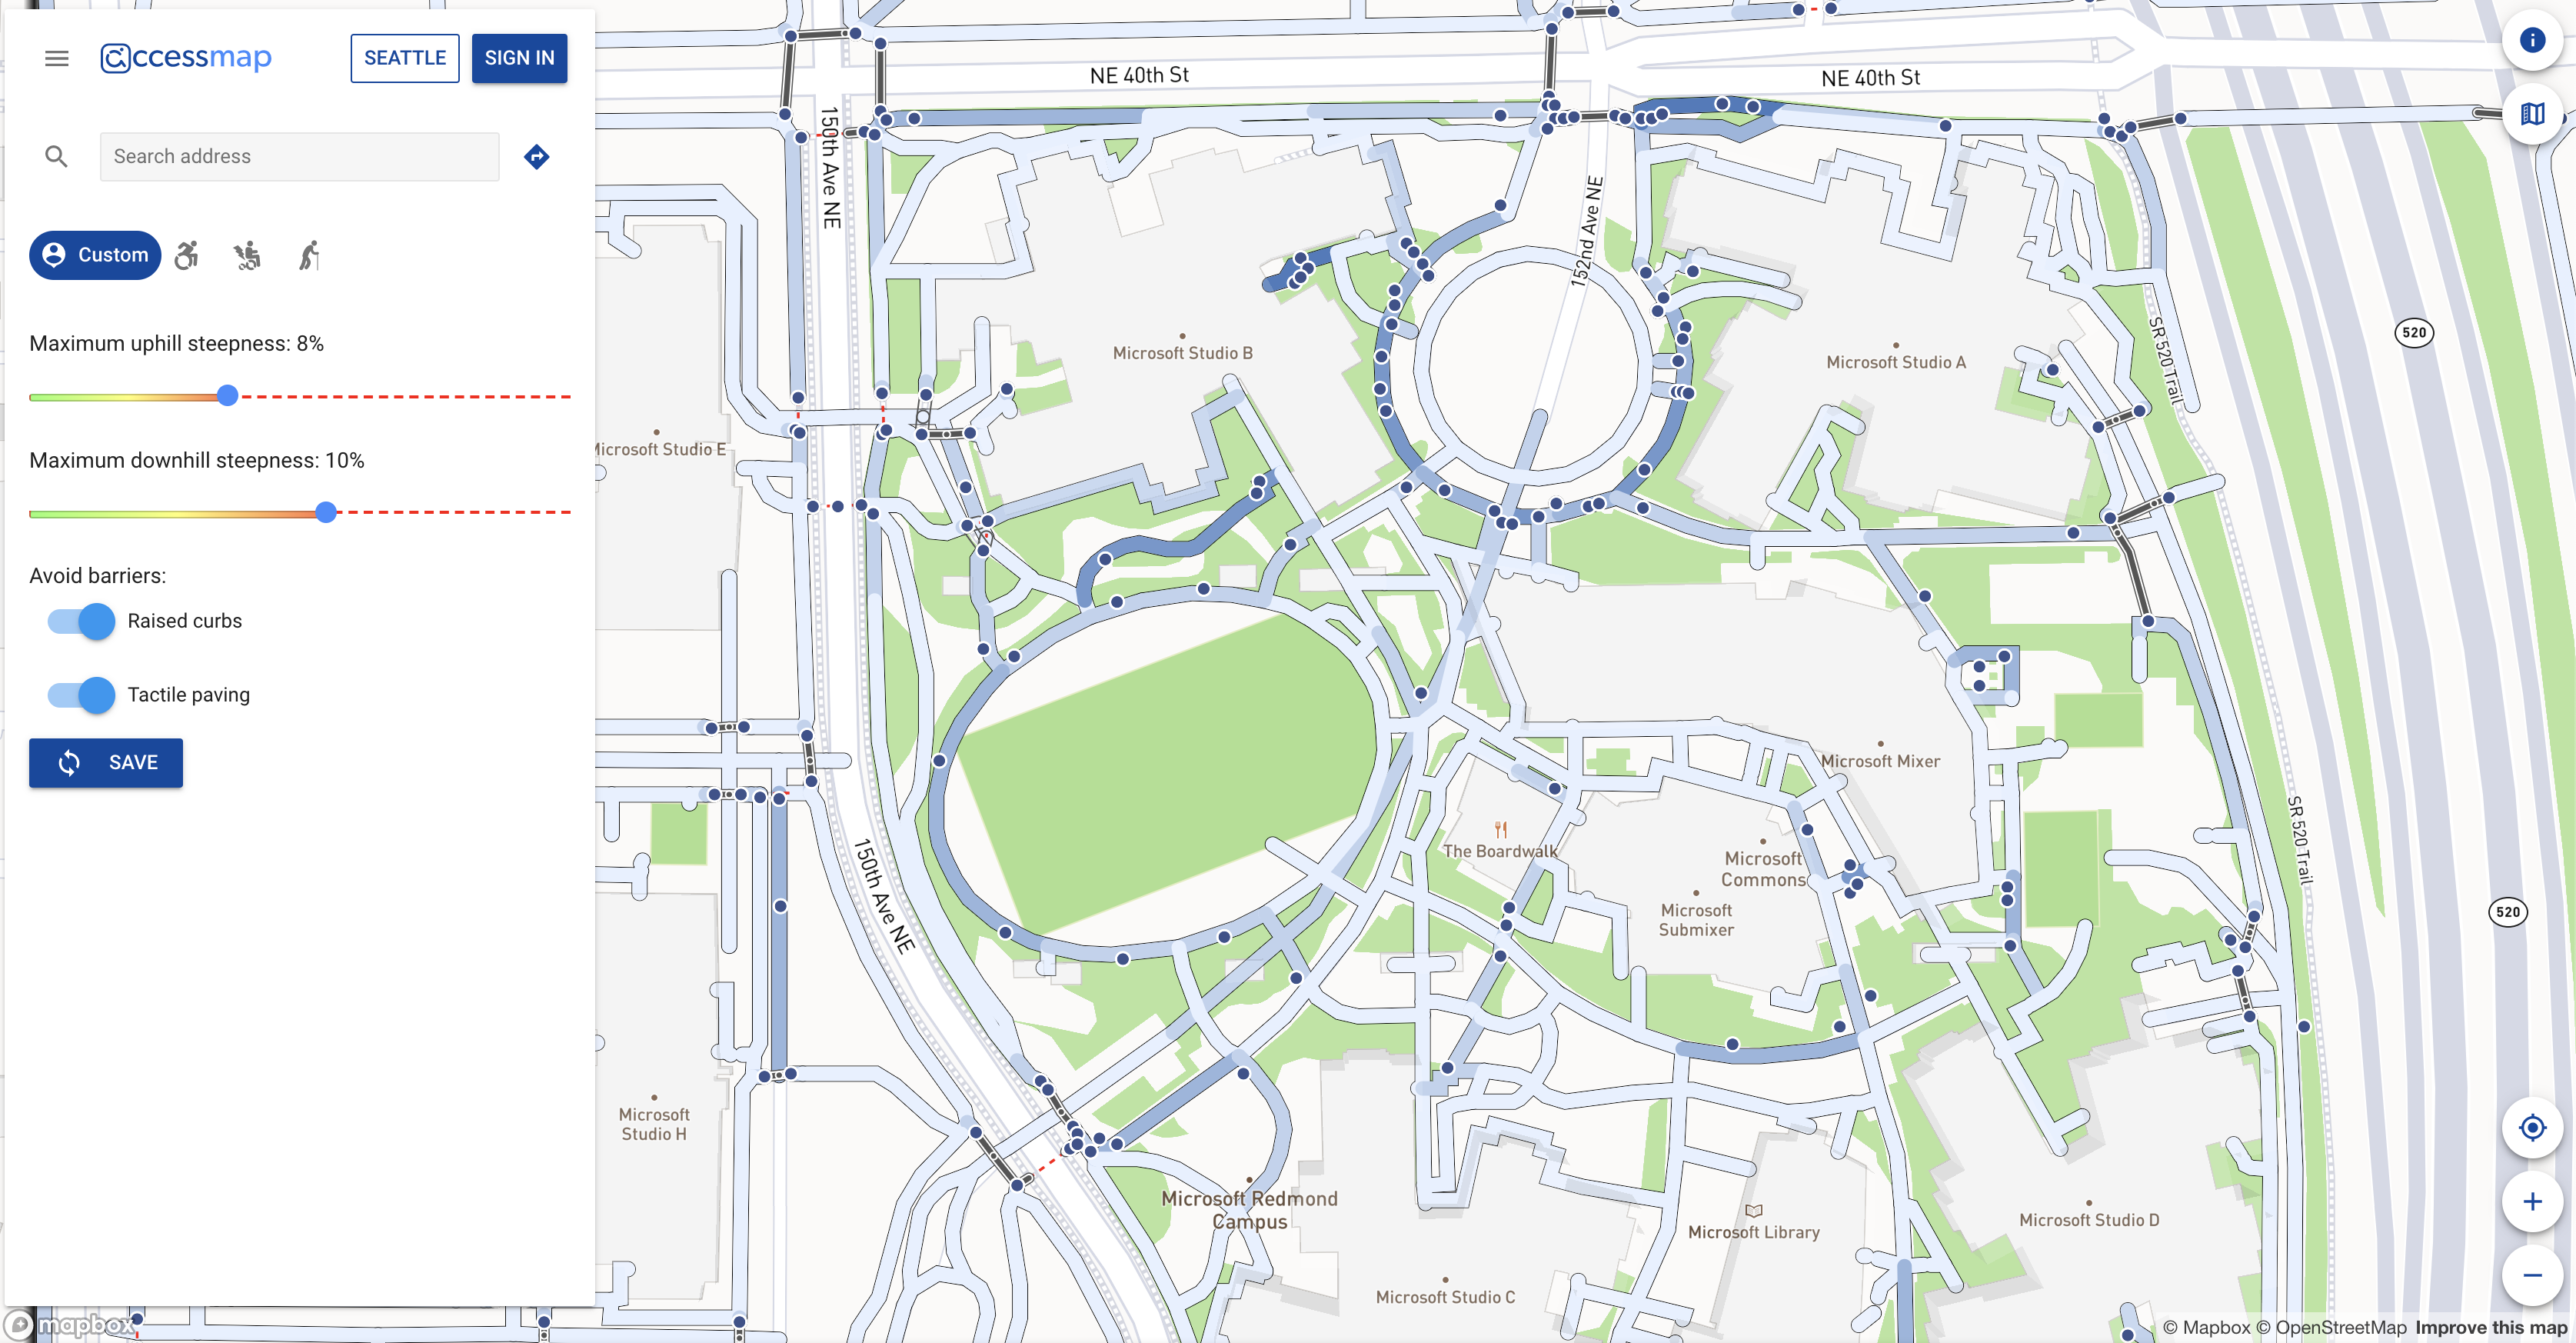 accessmap
SEATTLE
SIGN IN
Search address
Custom
Maximum uphill steepness: 8%
Maximum downhill steepness: 10%
Avoid barriers:
Raised curbs
Tactile paving
SAVE
mapbox
NE 40th St
NE 40th St
150th Ave NE
152nd Ave NE
Microsoft Studio B
Microsoft Studio A
520
SR 520 Trail
Microsoft Studio E
Microsoft Mixer
The Boardwalk
Microsoft
Commons
Microsoft
Submixer
SR 520 Trail
520
150th Ave NE
Microsoft
Studio H
Microsoft Redmond
Campus
Microsoft Library
Microsoft Studio D
Microsoft Studio C
© Mapbox © OpenStreetMap Improve this map